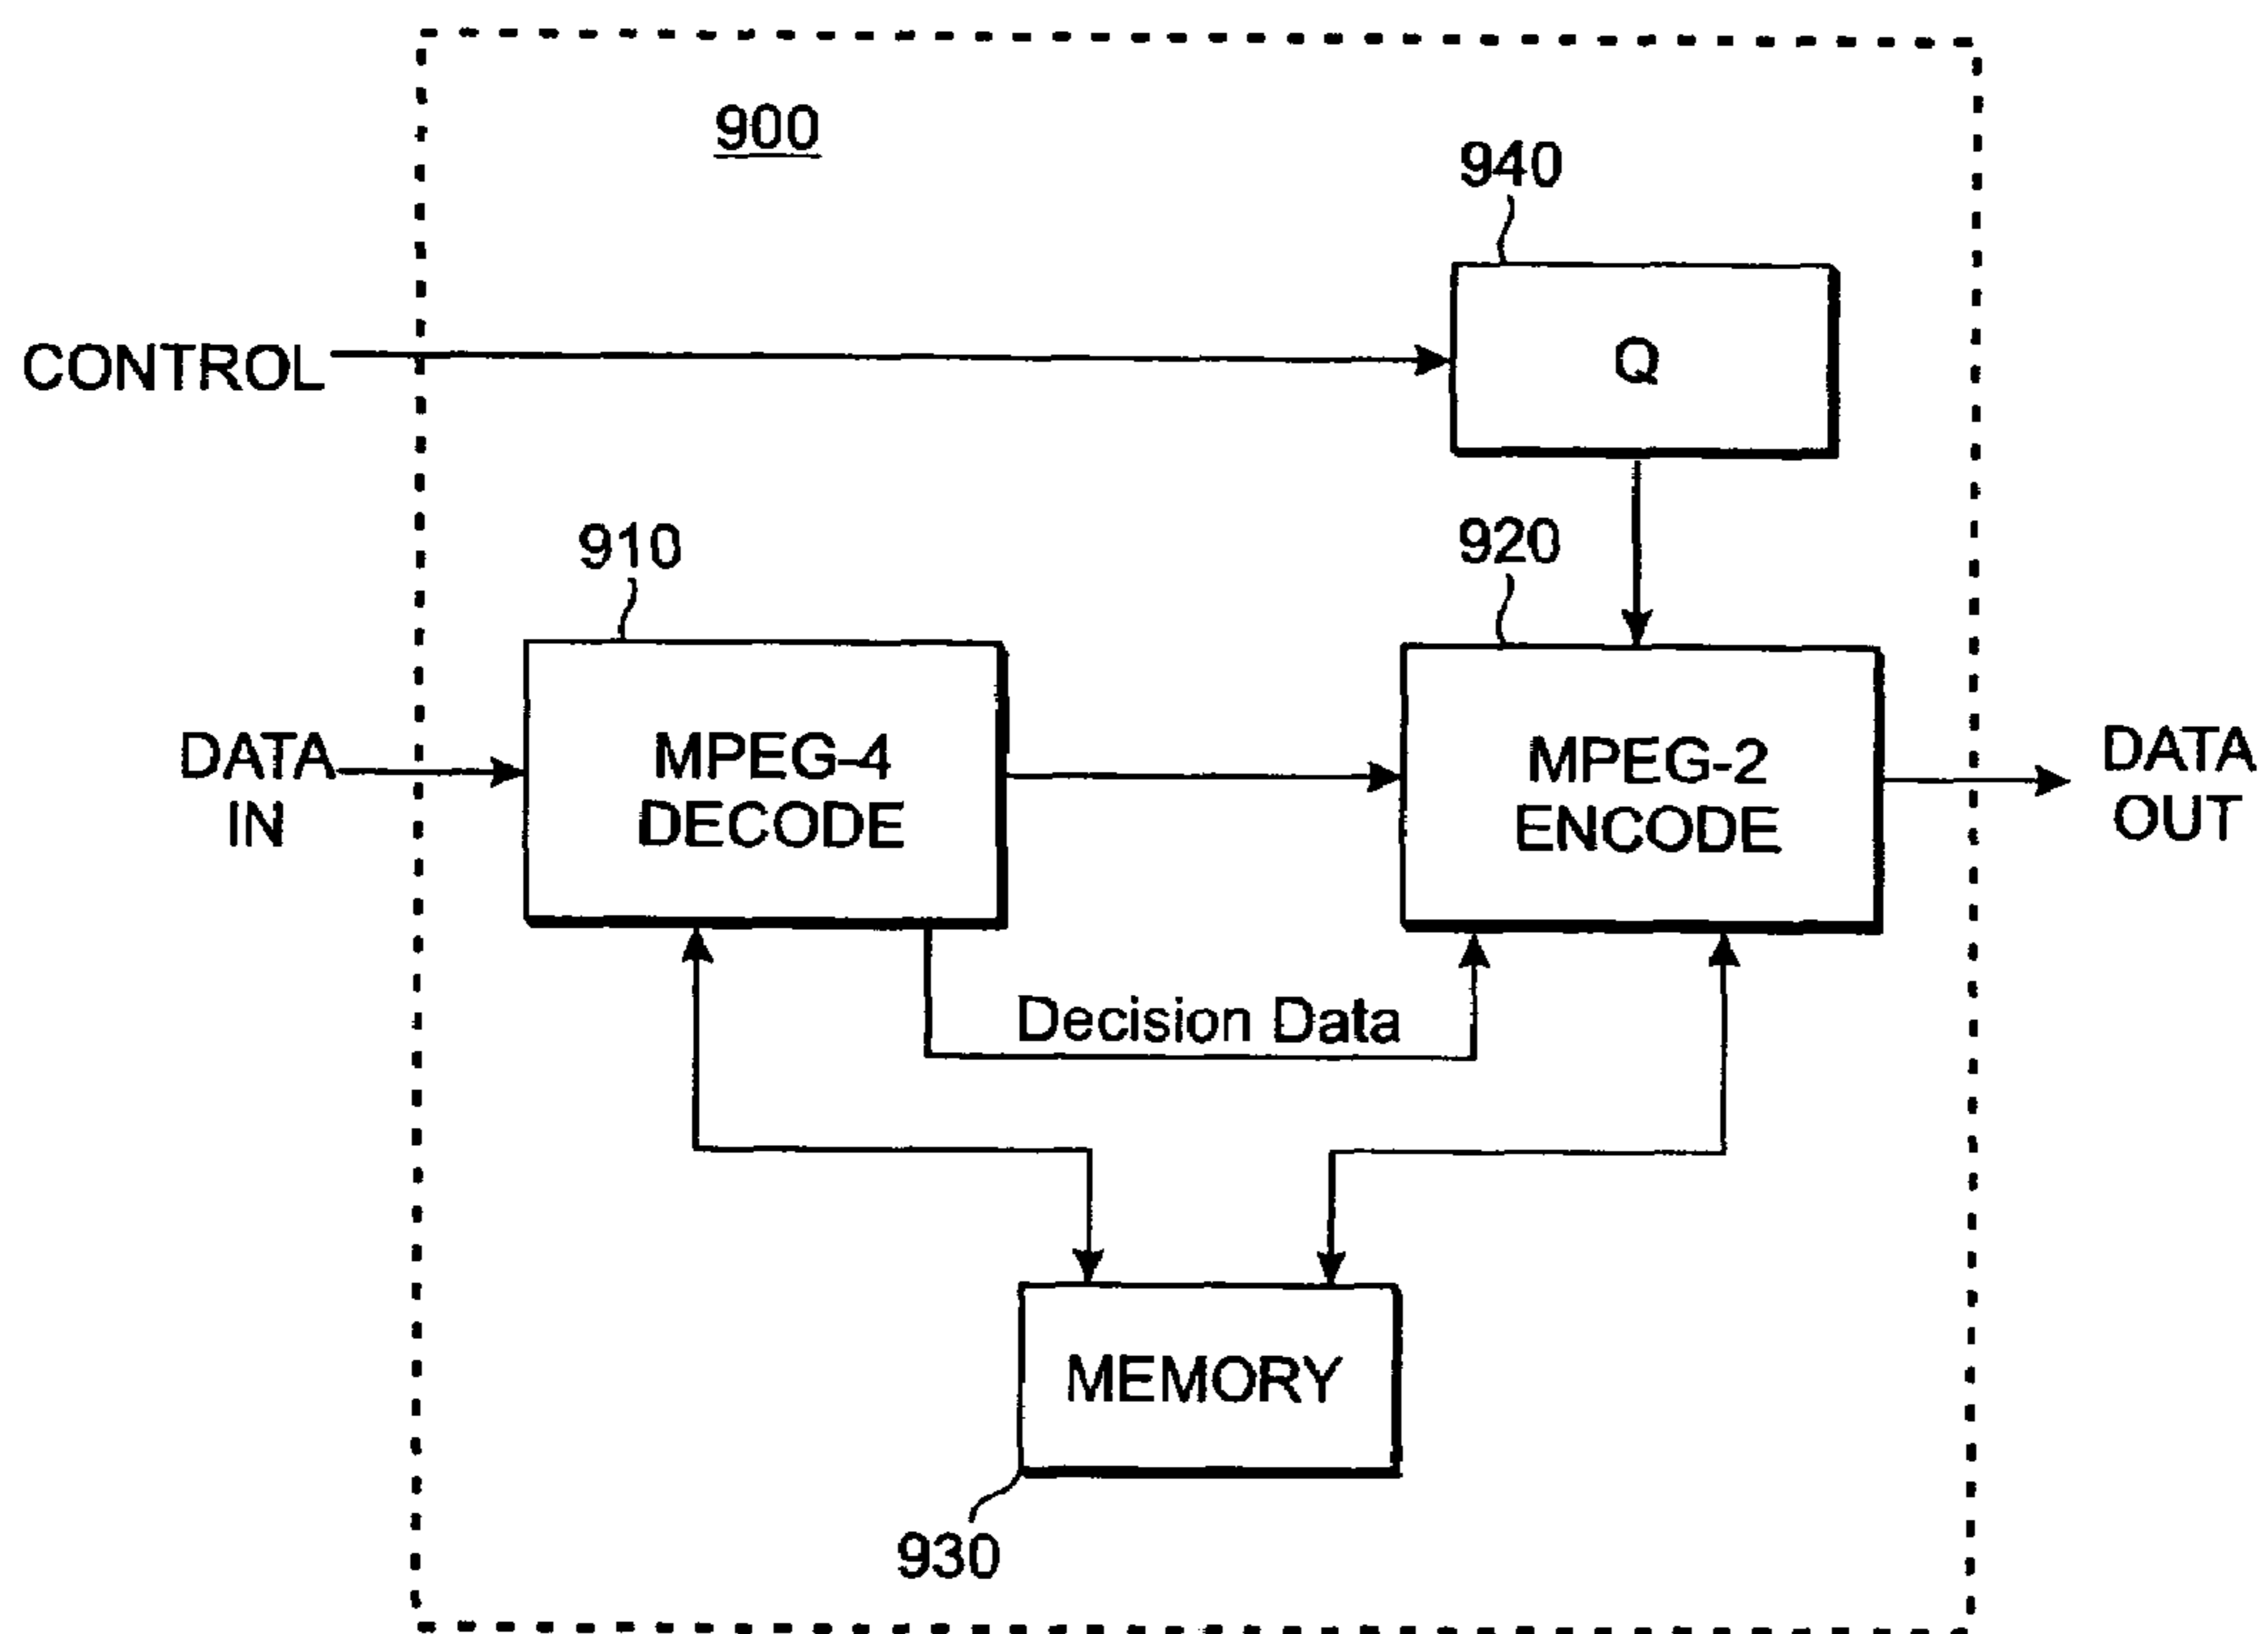 900
940
CONTROL
Q
910
920
DATA
IN
MPEG-4
DECODE
MPEG-2
ENCODE
DATA
OUT
Decision Data
MEMORY
930